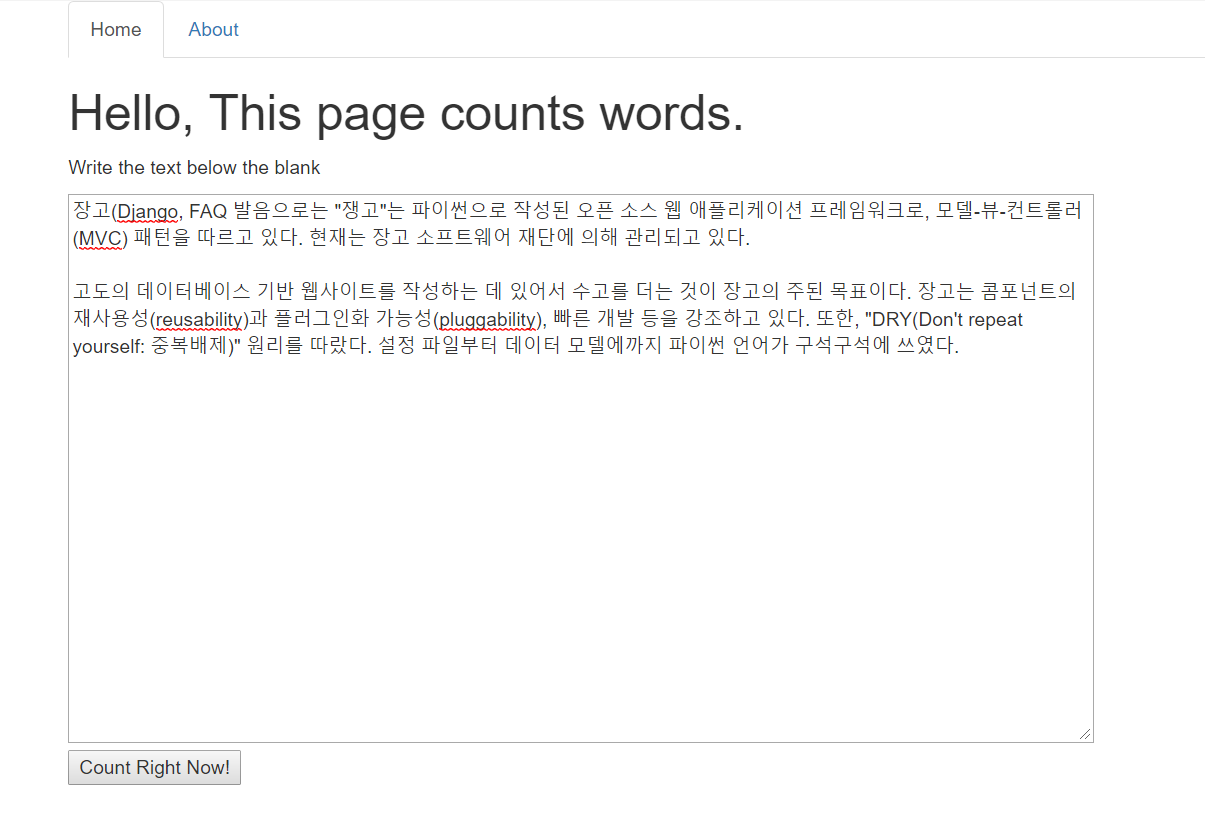 Home About
Hello, This page counts words.
Write the text below the blank
장고(Django, FAQ 발음으로는 "쟁고"는 파이썬으로 작성된 오픈 소스 웹 애플리케이션 프레임워크로, 모델-뷰-컨트롤러
(MVC) 패턴을 따르고 있다. 현재는 장고 소프트웨어 재단에 의해 관리되고 있다.
고도의 데이터베이스 기반 웹사이트를 작성하는 데 있어서 수고를 더는 것이 장고의 주된 목표이다. 장고는 콤포넌트의
재사용성(reusability)과 플러그인화 가능성(pluggability), 빠른 개발 등을 강조하고 있다. 또한, "DRY(Don't repeat
yourself: 중복배제)" 원리를 따랐다. 설정 파일부터 데이터 모델에까지 파이썬 언어가 구석구석에 쓰였다.
Count Right Now!